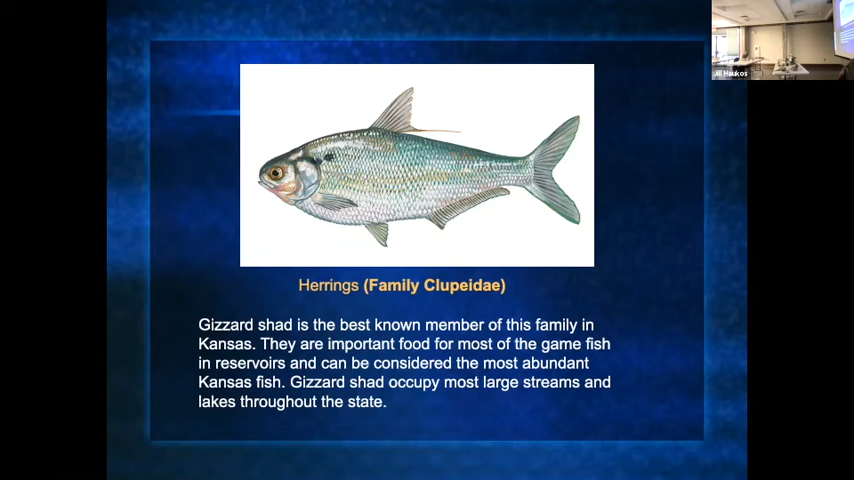 Jill Haukos
Herrings (Family Clupeidae)
Gizzard shad is the best known member of this family in
Kansas. They are important food for most of the game fish
in reservoirs and can be considered the most abundant
Kansas fish. Gizzard shad occupy most large streams and
lakes throughout the state.